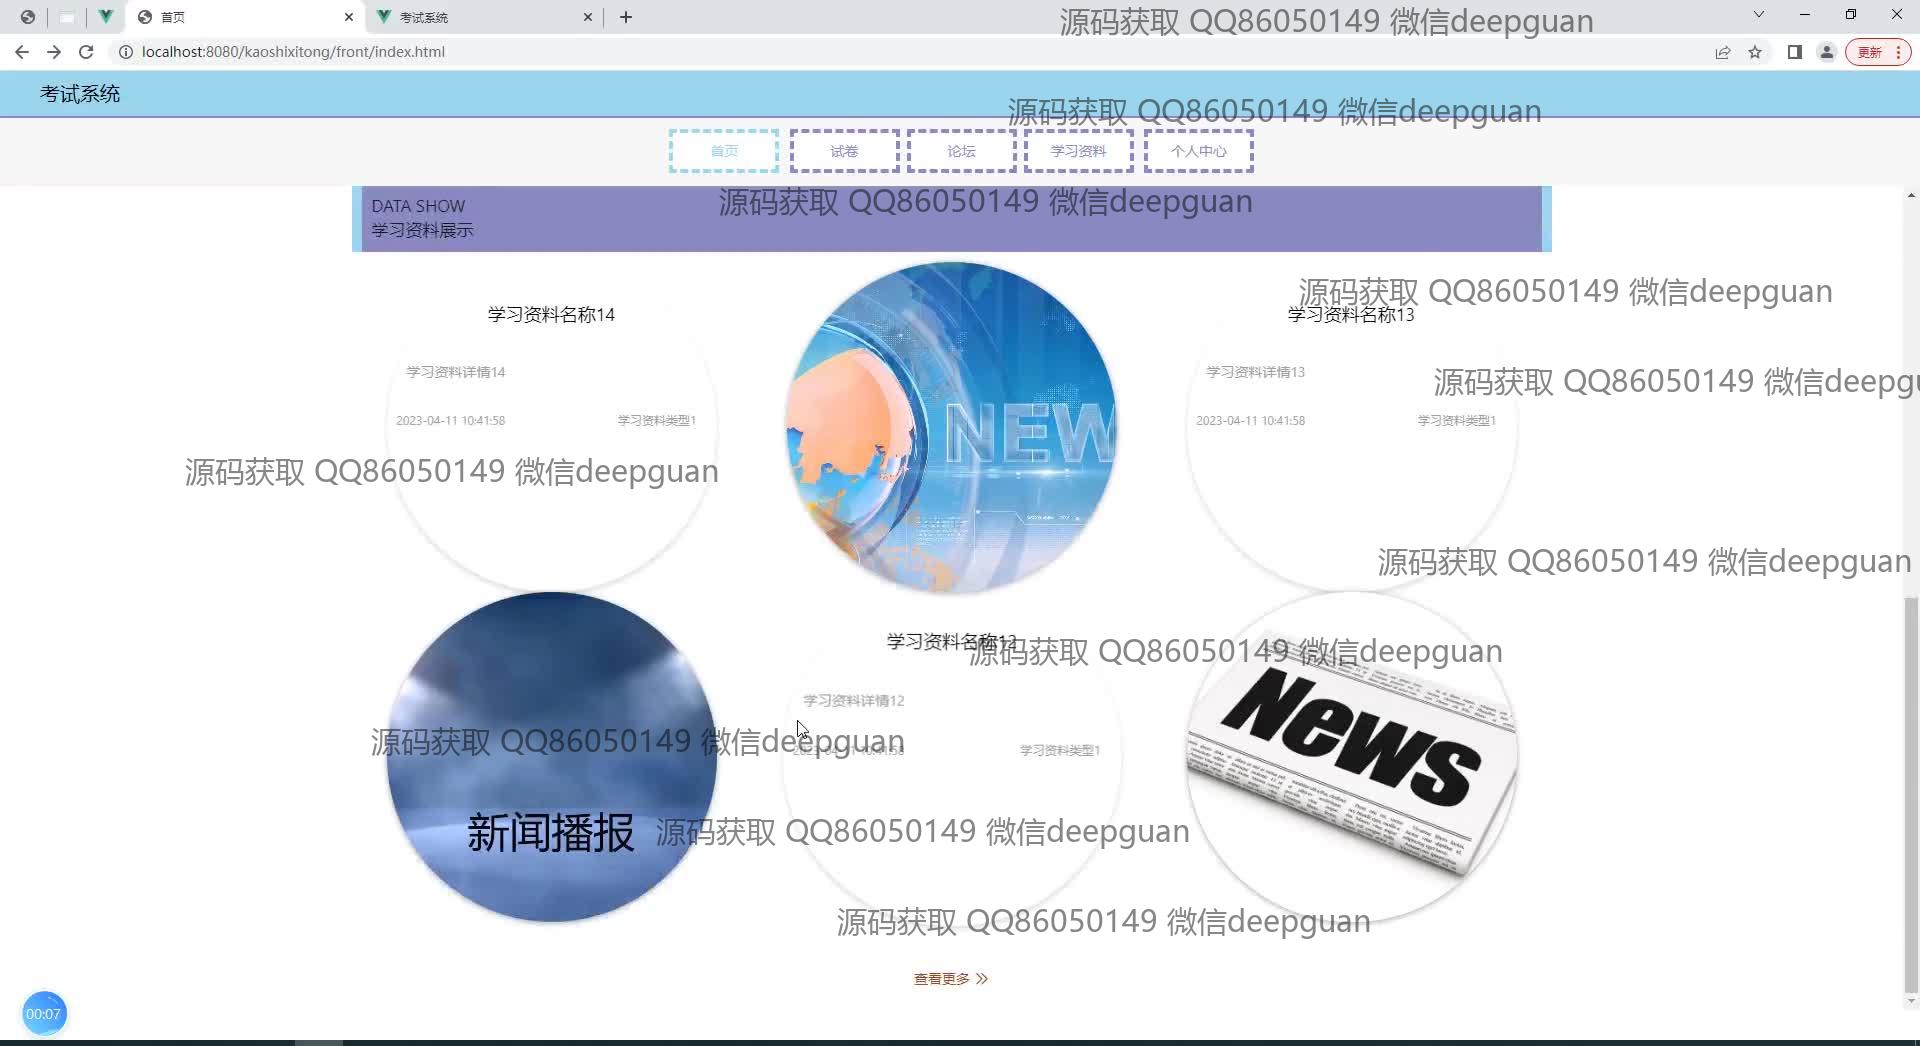 首页
考试系统
源码获取 QQ86050149 微信deepguan
localhost:8080/kaoshixitong/front/index.html
更新
考试系统
源码获取 QQ86050149 微信deepguan
首页 试卷 论坛 学习资料 个人中心
DATA SHOW
源码获取 QQ86050149 微信deepguan
学习资料展示
源码获取 QQ86050149 微信deepguan
学习资料名称14
学习资料名称13
学习资料详情14
学习资料详情13
源码获取 QQ86050149 微信deepgu
2023-04-11 10:41:58 学习资料类型1
2023-04-11 10:41:58 学习资料类型1
NEW
源码获取 QQ86050149 微信deepguan
源码获取 QQ86050149 微信deepguan
学习资料名称12
源码获取 QQ86050149 微信deepguan
学习资料详情12
News
源码获取 QQ86050149 微信deepguan
学习资料类型1
新闻播报
源码获取 QQ86050149 微信deepguan
源码获取 QQ86050149 微信deepguan
查看更多
00:07